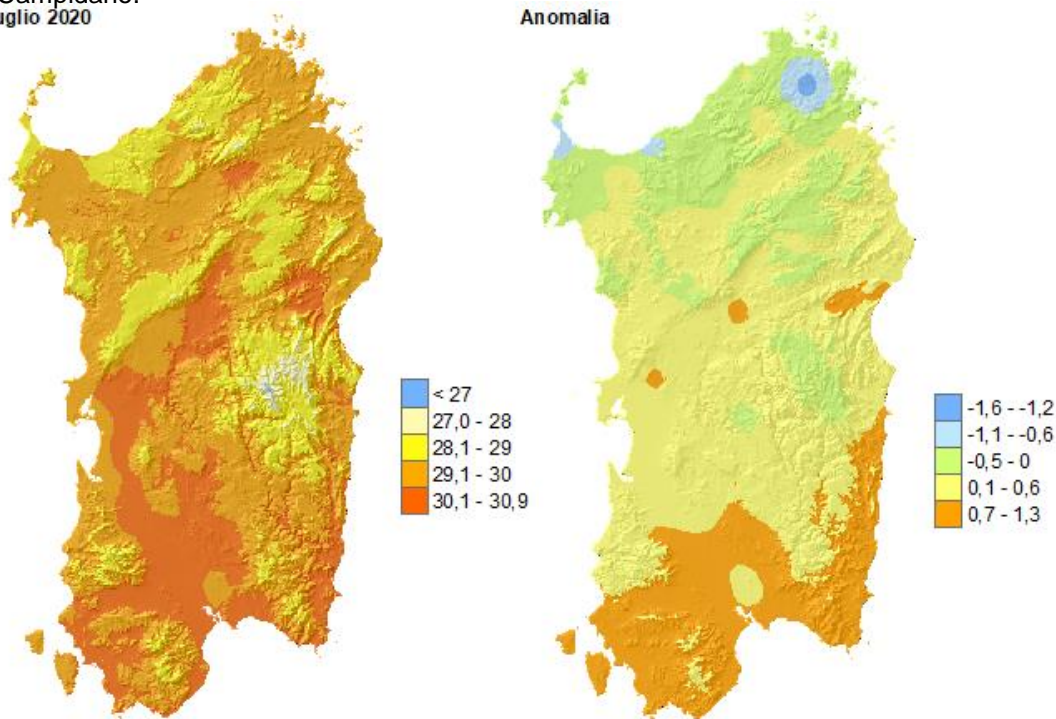 Campidano.
uglio 2020
Anomalia
< 27
27,0 - 28
28,1 - 29
29,1 - 30
30,1 - 30,9
-1,6 - -1,2
-1,1 - -0,6
-0,5 - 0
0,1 - 0,6
0,7 - 1,3